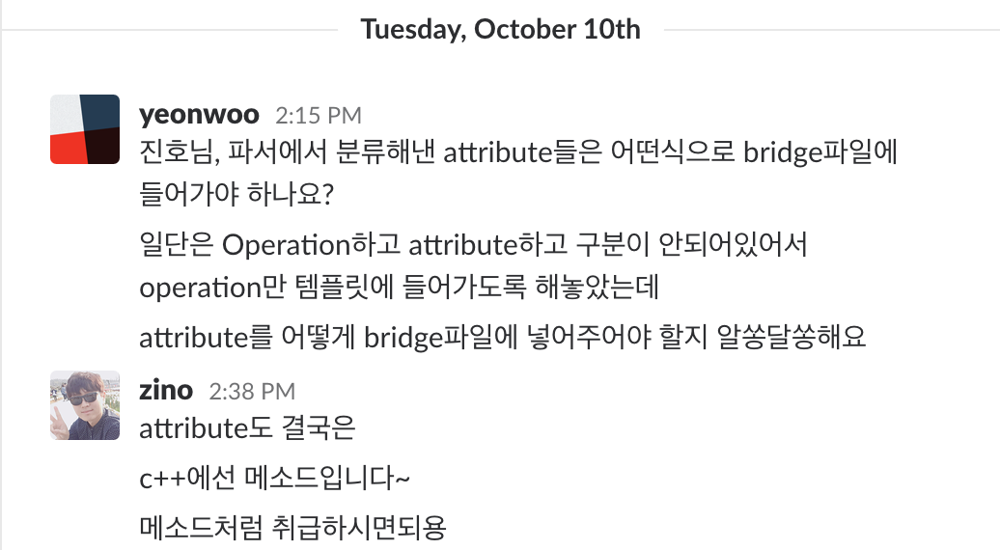 Tuesday, October 10th
yeonwoo 2:15 PM
진호님, 파서에서 분류해낸 attribute들은 어떤식으로 bridge파일에
들어가야 하나요?
일단은 Operation하고 attribute하고 구분이 안되어있어서
operation만 템플릿에 들어가도록 해놓았는데
attribute를 어떻게 bridge파일에 넣어주어야 할지 알쏭달쏭해요
zino 2:38 PM
attribute도 결국은
c++에선 메소드입니다~
메소드처럼 취급하시면되용